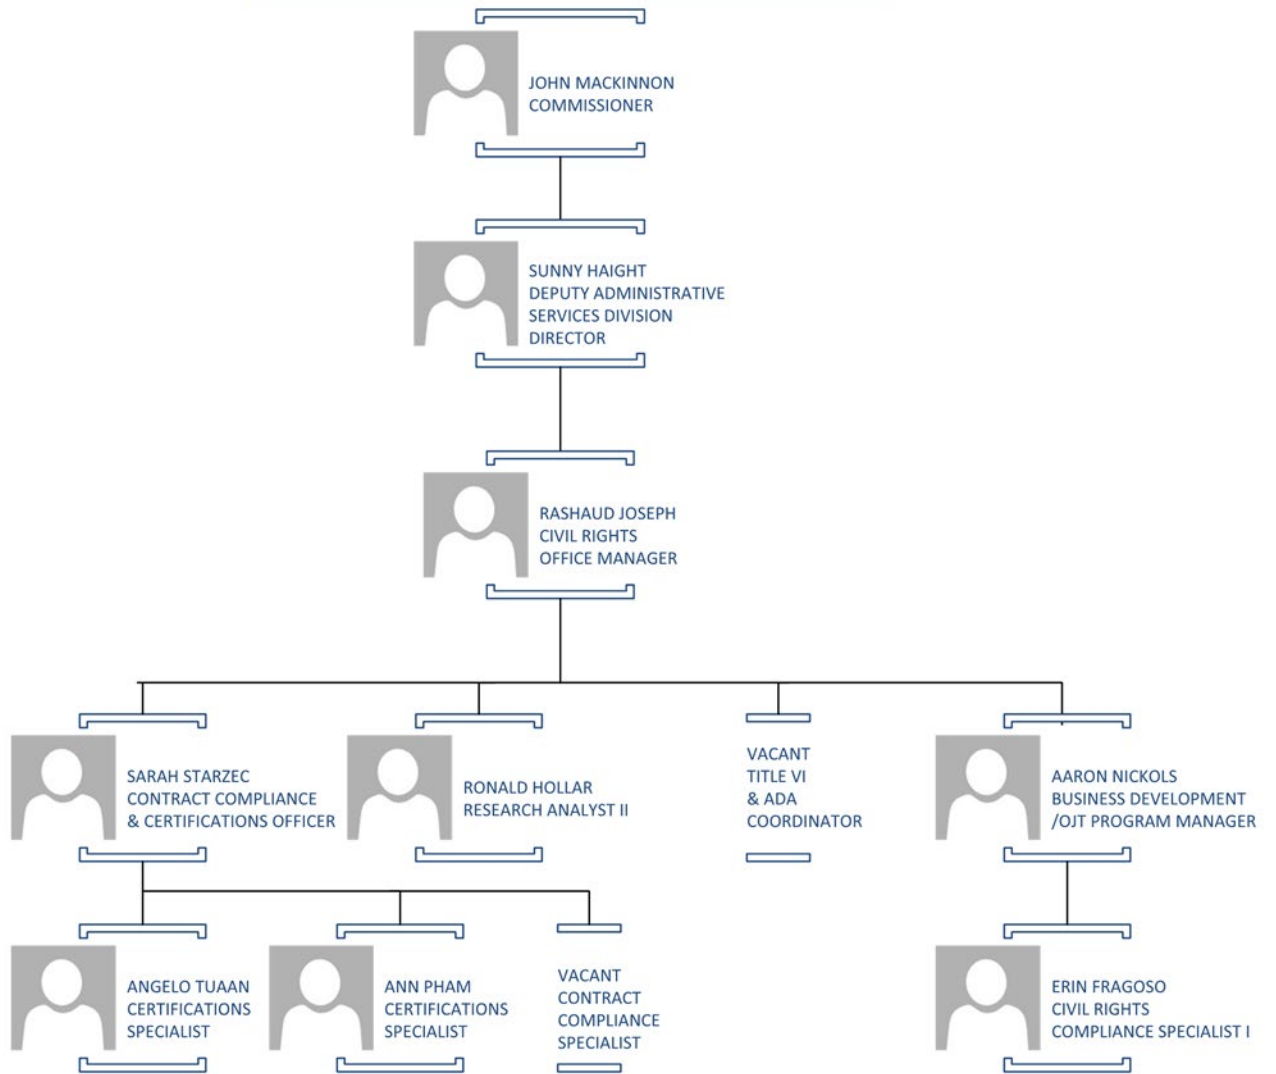 JOHN MACKINNON
COMMISSIONER
SUNNY HAIGHT
DEPUTY ADMINISTRATIVE
SERVICES DIVISION
DIRECTOR
RASHAUD JOSEPH
CIVIL RIGHTS
OFFICE MANAGER
SARAH STARZEC
CONTRACT COMPLIANCE
& CERTIFICATIONS OFFICER
RONALD HOLLAR
RESEARCH ANALYST II
VACANT
TITLE VI
& ADA
COORDINATOR
AARON NICKOLS
BUSINESS DEVELOPMENT
/OJT PROGRAM MANAGER
ANGELO TUAAN
CERTIFICATIONS
SPECIALIST
ANN PHAM
CERTIFICATIONS
SPECIALIST
VACANT
CONTRACT
COMPLIANCE
SPECIALIST
ERIN FRAGOSO
CIVIL RIGHTS
COMPLIANCE SPECIALIST I